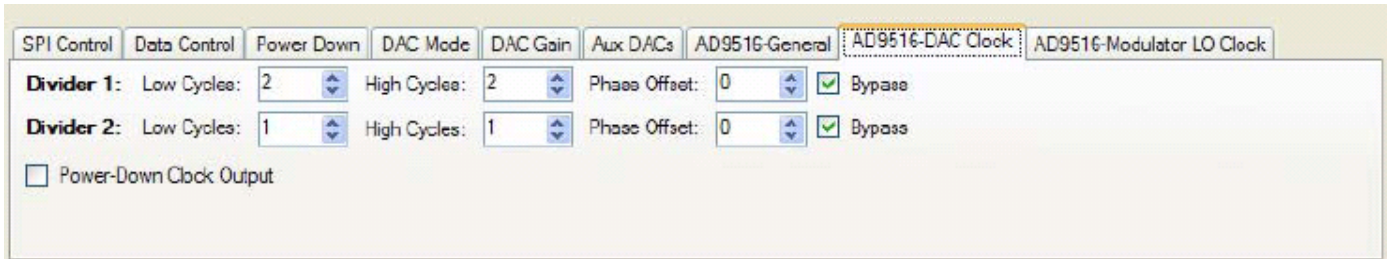 SPI Control Data Control Power Down DAC Mode DAC Gain Aux DACs AD9516-General AD9516-DAC Clock AD9516-Modulator LO Clock
Divider 1: Low Cycles: 2 High Cycles: 2 Phase Offset: 0 Bypass
Divider 2: Low Cycles: 1 High Cycles: 1 Phase Offset: 0 Bypass
Power-Down Clock Output